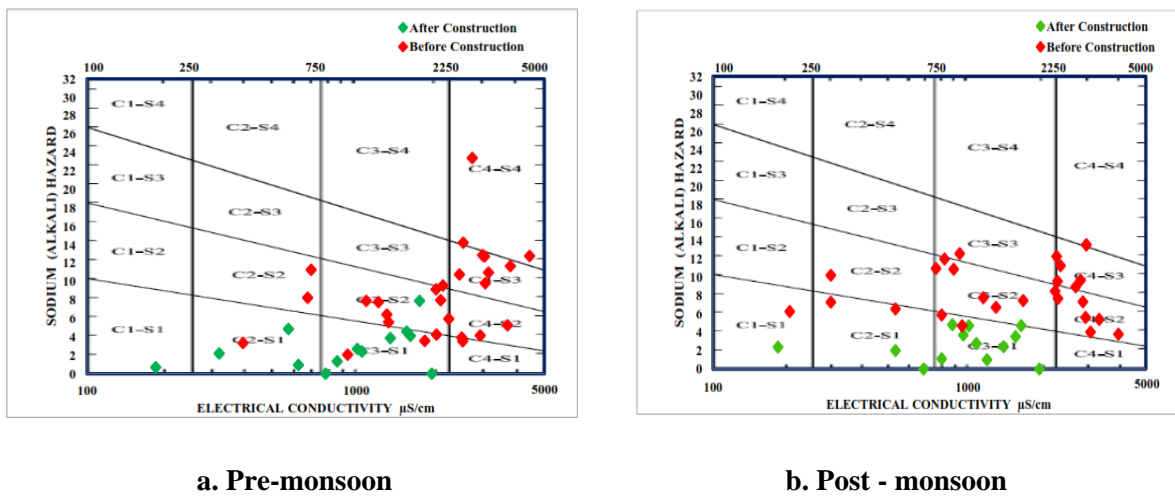 After Construction
Before Construction
100 250 750 2250 5000
32
30
28
26
24
22
20
18
16
14
12
10
8
6
4
2
0
SODIUM (ALKALI) HAZARD
C1-S4
C2-S4
C3-S4
C4-S4
C1-S3
C2-S3
C3-S3
C4-S3
C1-S2
C2-S2
C3-S2
C4-S2
C1-S1
C2-S1
C3-S1
C4-S1
100 1000 5000
ELECTRICAL CONDUCTIVITY µS/cm
a. Pre-monsoon
After Construction
Before Construction
100 250 750 2250 5000
32
30
28
26
24
22
20
18
16
14
12
10
8
6
4
2
0
SODIUM (ALKALI) HAZARD
C1-S4
C2-S4
C3-S4
C4-S4
C1-S3
C2-S3
C3-S3
C4-S3
C1-S2
C2-S2
C3-S2
C4-S2
C1-S1
C2-S1
C3-S1
C4-S1
100 1000 5000
ELECTRICAL CONDUCTIVITY µS/cm
b. Post - monsoon